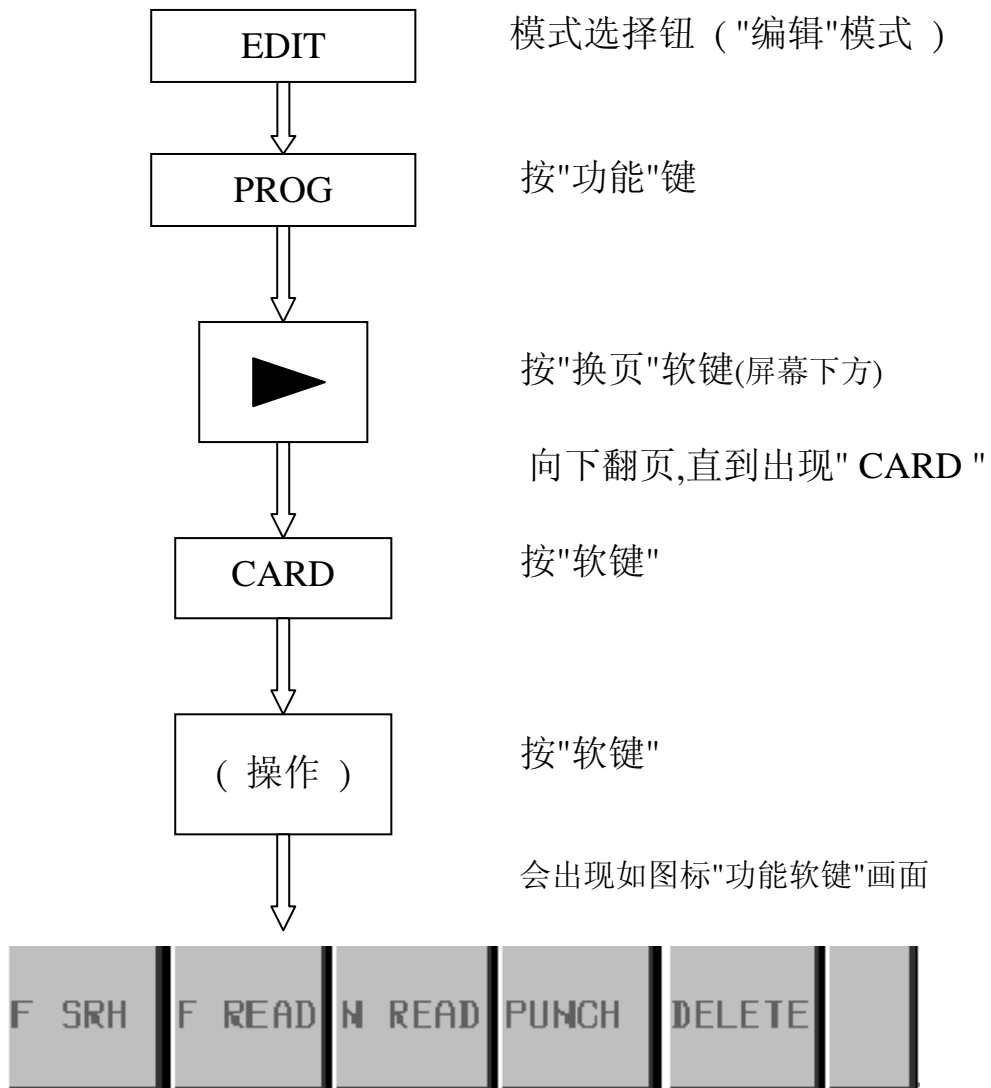 EDIT 模式选择钮 ( "编辑"模式 )
PROG 按"功能"键
按"换页"软键(屏幕下方)
向下翻页,直到出现" CARD "
CARD 按"软键"
( 操作 ) 按"软键"
会出现如图标"功能软键"画面
F SRH F READ N READ PUNCH DELETE